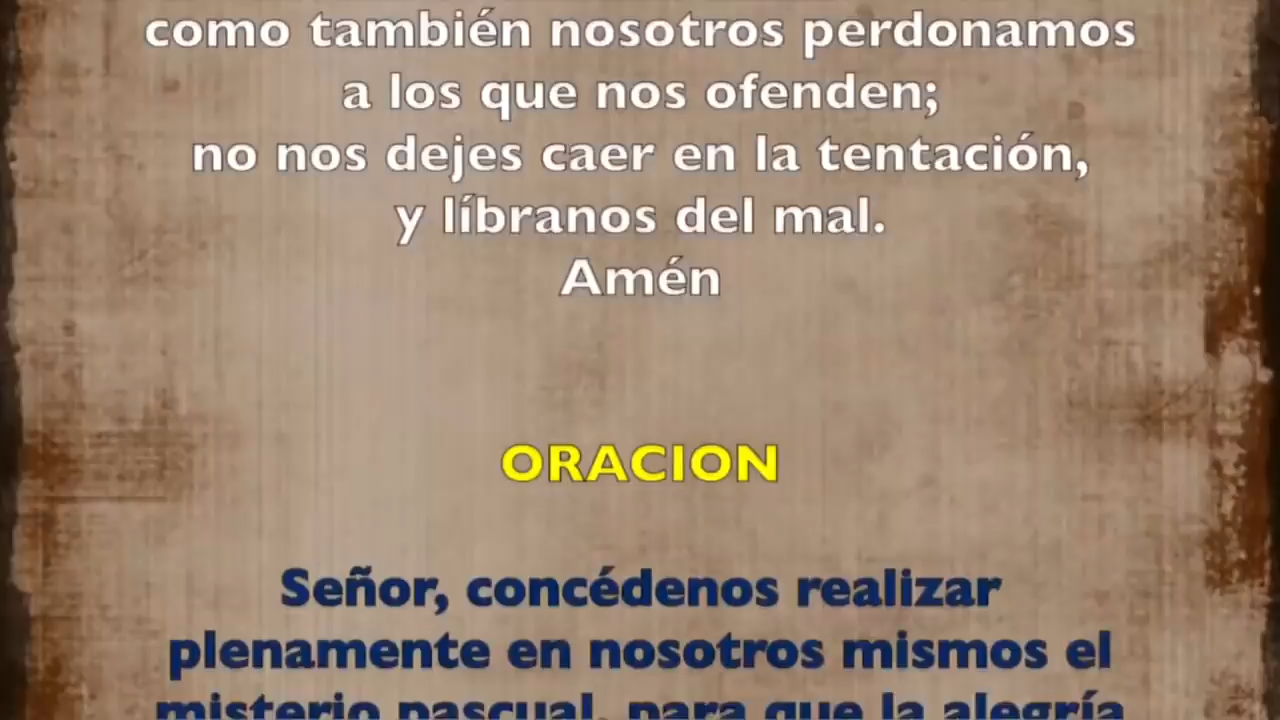 como también nosotros perdonamos
a los que nos ofenden;
no nos dejes caer en la tentación,
y líbranos del mal.
Amén
ORACION
Señor, concédenos realizar
plenamente en nosotros mismos el
misterio pascual, para que la alegría